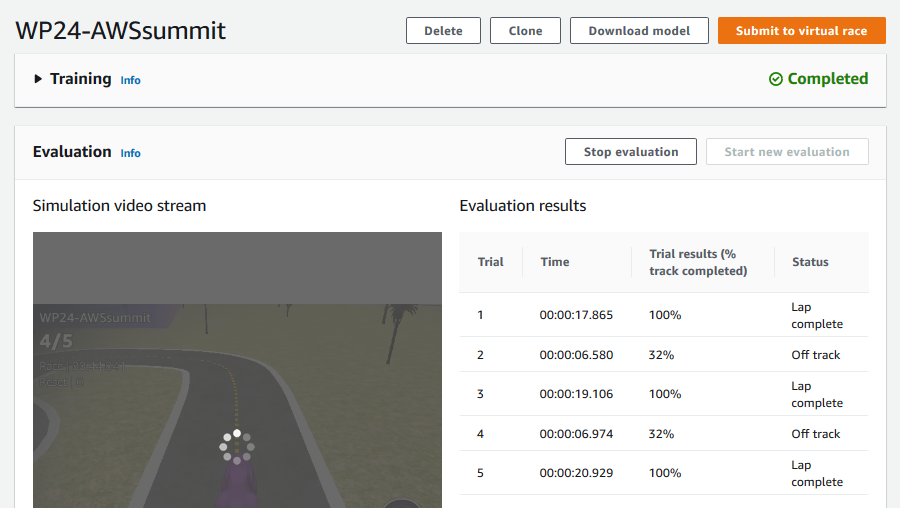 WP24-AWSsummit
Delete
Clone
Download model
Submit to virtual race
Training Info
Completed
Evaluation Info
Stop evaluation
Start new evaluation
Simulation video stream
Evaluation results
WP24-AWSsummit
4/5
Trial Time Trial results (% track completed) Status
1 00:00:17.865 100% Lap complete
2 00:00:06.580 32% Off track
3 00:00:19.106 100% Lap complete
4 00:00:06.974 32% Off track
5 00:00:20.929 100% Lap complete